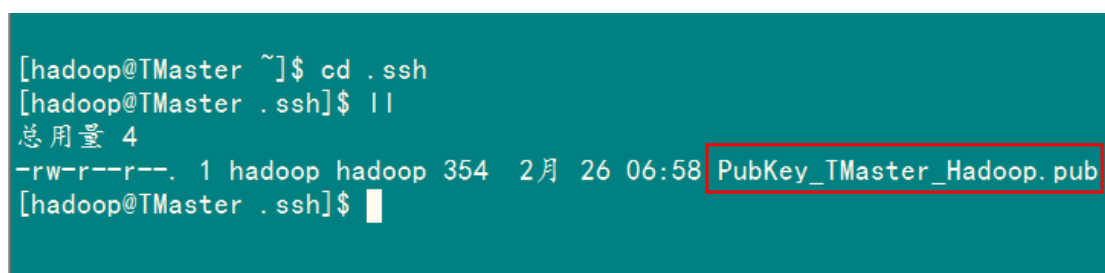 [hadoop@TMaster ~]$ cd .ssh
[hadoop@TMaster .ssh]$ ll
总用量 4
-rw-r--r--. 1 hadoop hadoop 354  2月  26 06:58 PubKey_TMaster_Hadoop.pub
[hadoop@TMaster .ssh]$